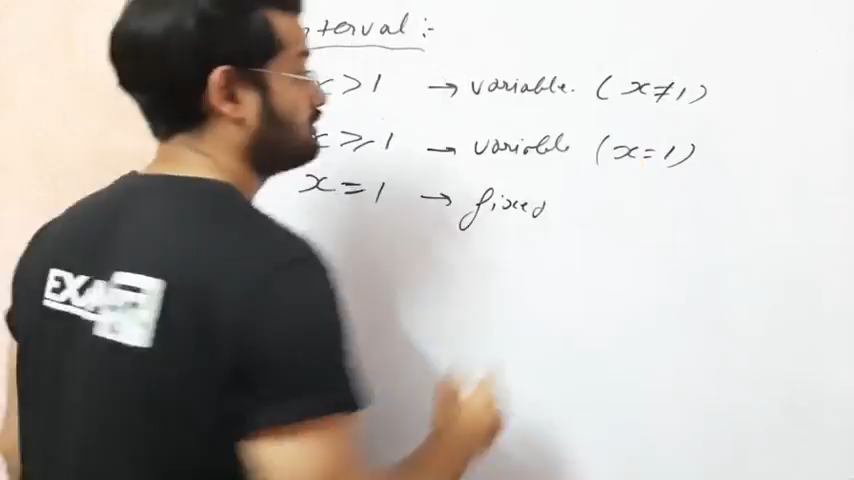 nterval :-
x > 1 → variable. (x ≠ 1)
x ≥ 1 → variable (x = 1)
x = 1 → fixed